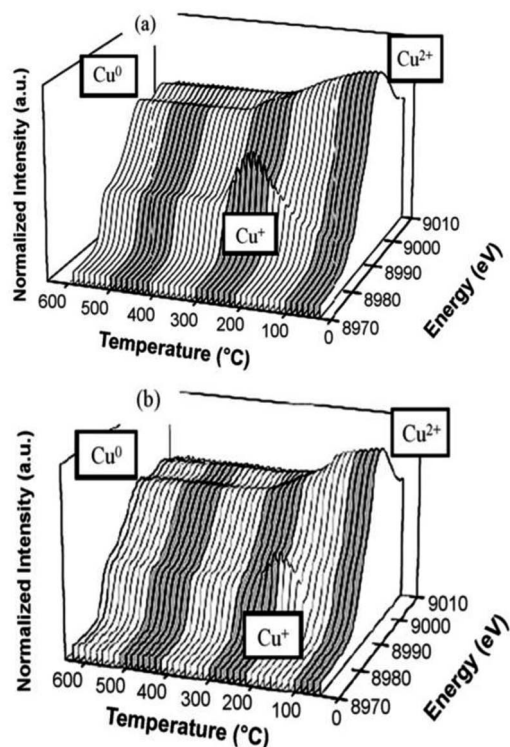 (a)
Cu⁰
Cu²⁺
Cu⁺
Normalized Intensity (a.u.)
600 500 400 300 200 100 0
Temperature (°C)
8970 8980 8990 9000 9010
Energy (eV)
(b)
Cu⁰
Cu²⁺
Cu⁺
Normalized Intensity (a.u.)
600 500 400 300 200 100 0
Temperature (°C)
8970 8980 8990 9000 9010
Energy (eV)